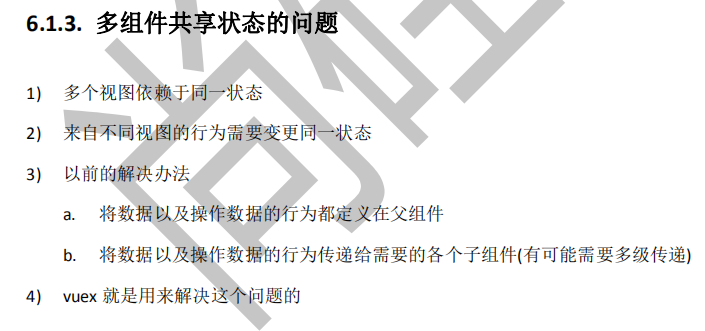 6.1.3. 多组件共享状态的问题
1) 多个视图依赖于同一状态
2) 来自不同视图的行为需要变更同一状态
3) 以前的解决办法
a. 将数据以及操作数据的行为都定义在父组件
b. 将数据以及操作数据的行为传递给需要的各个子组件(有可能需要多级传递)
4) vuex 就是用来解决这个问题的